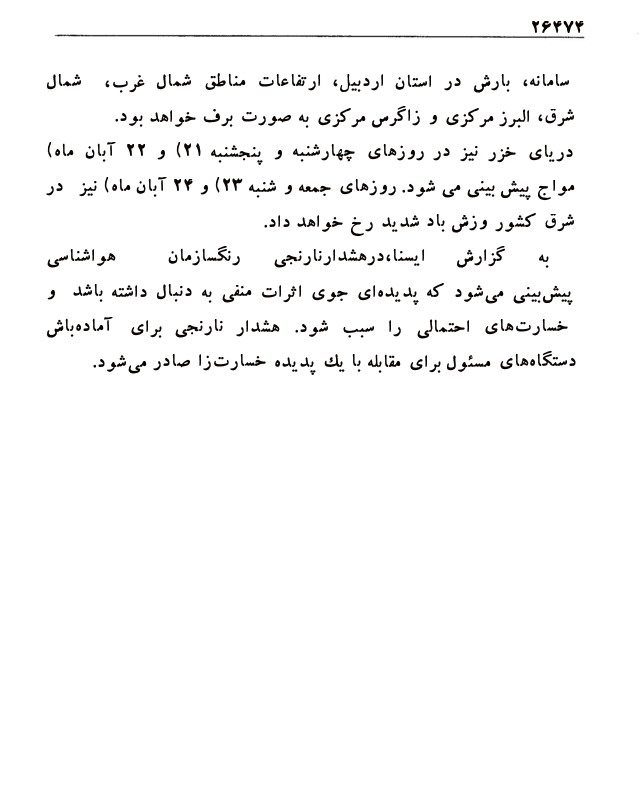 ۲۶۴۷۴
سامانه، بارش در استان اردبیل، ارتفاعات مناطق شمال غرب، شمال
شرق، البرز مرکزی و زاگرس مرکزی به صورت برف خواهد بود.
دریای خزر نیز در روزهای چهارشنبه و پنجشنبه ۲۱) و ۲۲ آبان ماه)
مواج پیش بینی می شود. روزهای جمعه و شنبه ۲۳) و ۲۴ آبان ماه) نیز در
شرق کشور وزش باد شدید رخ خواهد داد.
به گزارش ایسنا،درهشدارنارنجی رنگسازمان هواشناسی
پیش‌بینی می‌شود که پدیده‌ای جوی اثرات منفی به دنبال داشته باشد و
خسارت‌های احتمالی را سبب شود. هشدار نارنجی برای آماده‌باش
دستگاه‌های مسئول برای مقابله با یك پدیده خسارت‌زا صادر می‌شود.